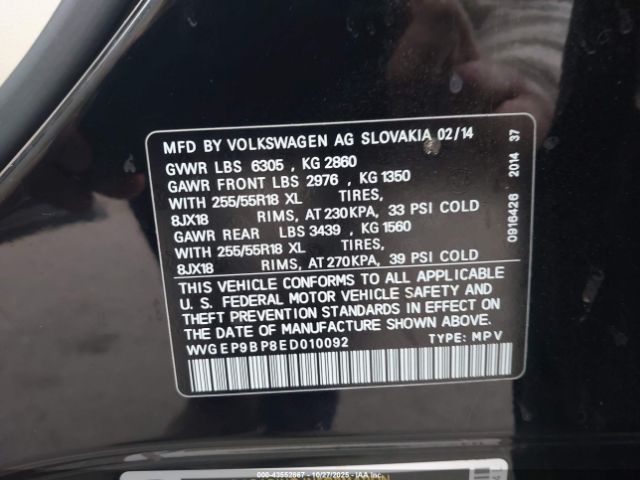 MFD BY VOLKSWAGEN AG SLOVAKIA 02/14
GVWR LBS 6305 , KG 2860
GAWR FRONT LBS 2976 , KG 1350
WITH 255/55R18 XL TIRES,
8JX18 RIMS, AT 230KPA, 33 PSI COLD
GAWR REAR LBS 3439 , KG 1560
WITH 255/55R18 XL TIRES,
8JX18 RIMS, AT 270KPA, 39 PSI COLD
THIS VEHICLE CONFORMS TO ALL APPLICABLE
U. S. FEDERAL MOTOR VEHICLE SAFETY AND
THEFT PREVENTION STANDARDS IN EFFECT ON
THE DATE OF MANUFACTURE SHOWN ABOVE.
WVGEP9BP8ED010092 TYPE: MPV
0916426 2014 37
000-43552667 - 10/27/2025 - IAA Inc.